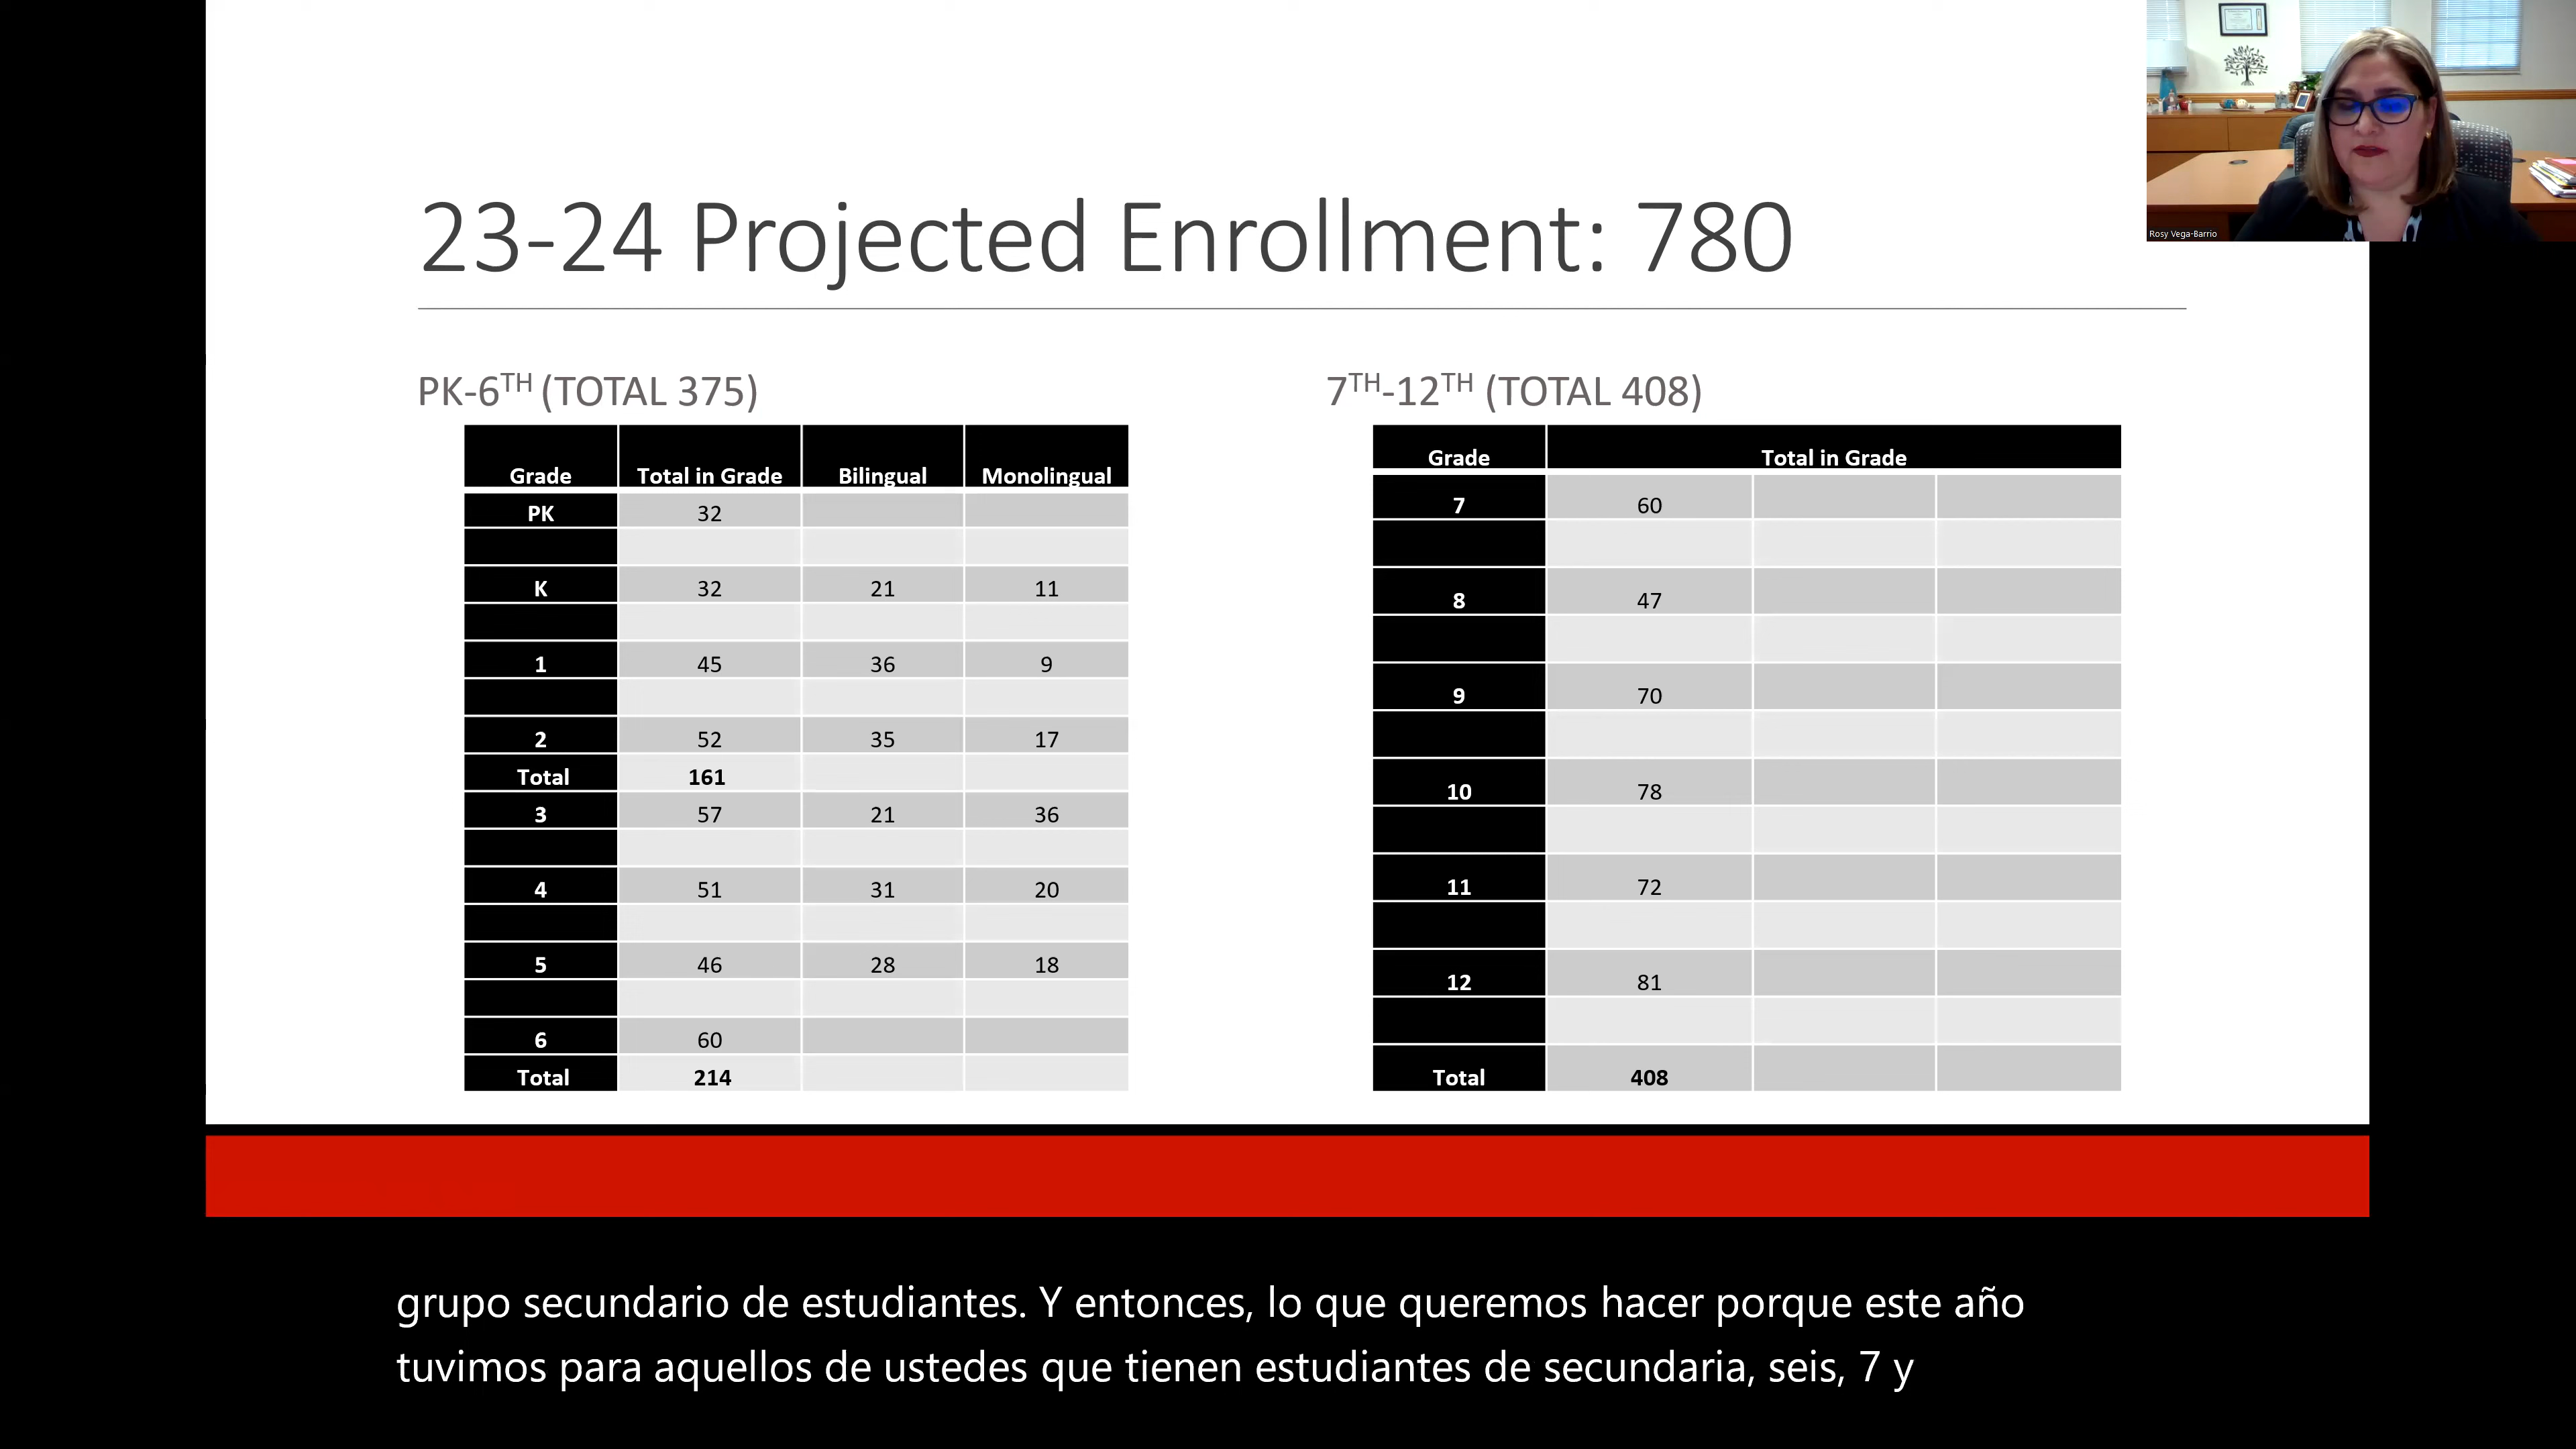 Rosy Vega-Barrio
23-24 Projected Enrollment: 780
PK-6TH (TOTAL 375)
Grade Total in Grade Bilingual Monolingual
PK 32
K 32 21 11
1 45 36 9
2 52 35 17
Total 161
3 57 21 36
4 51 31 20
5 46 28 18
6 60
Total 214
7TH-12TH (TOTAL 408)
Grade Total in Grade
7 60
8 47
9 70
10 78
11 72
12 81
Total 408
grupo secundario de estudiantes. Y entonces, lo que queremos hacer porque este año
tuvimos para aquellos de ustedes que tienen estudiantes de secundaria, seis, 7 y